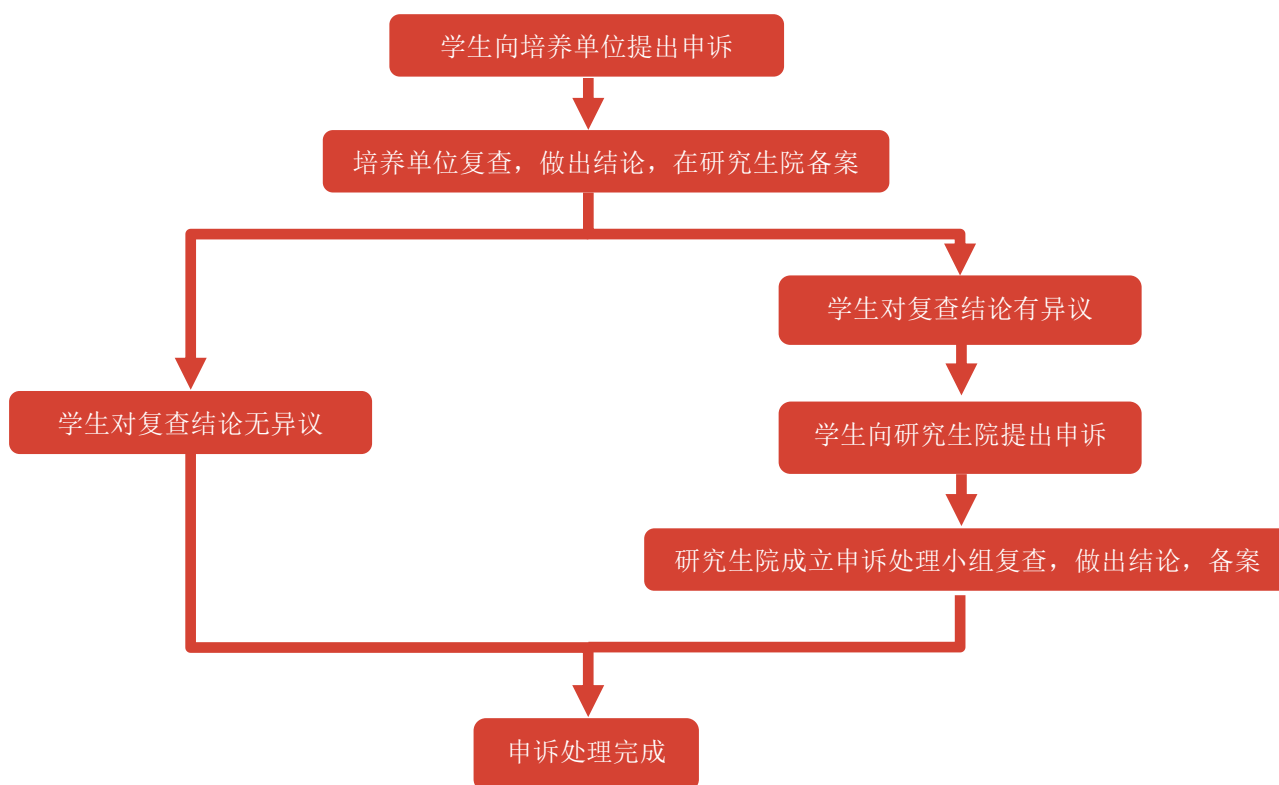 学生向培养单位提出申诉
培养单位复查，做出结论，在研究生院备案
学生对复查结论有异议
学生对复查结论无异议
学生向研究生院提出申诉
研究生院成立申诉处理小组复查，做出结论，备案
申诉处理完成